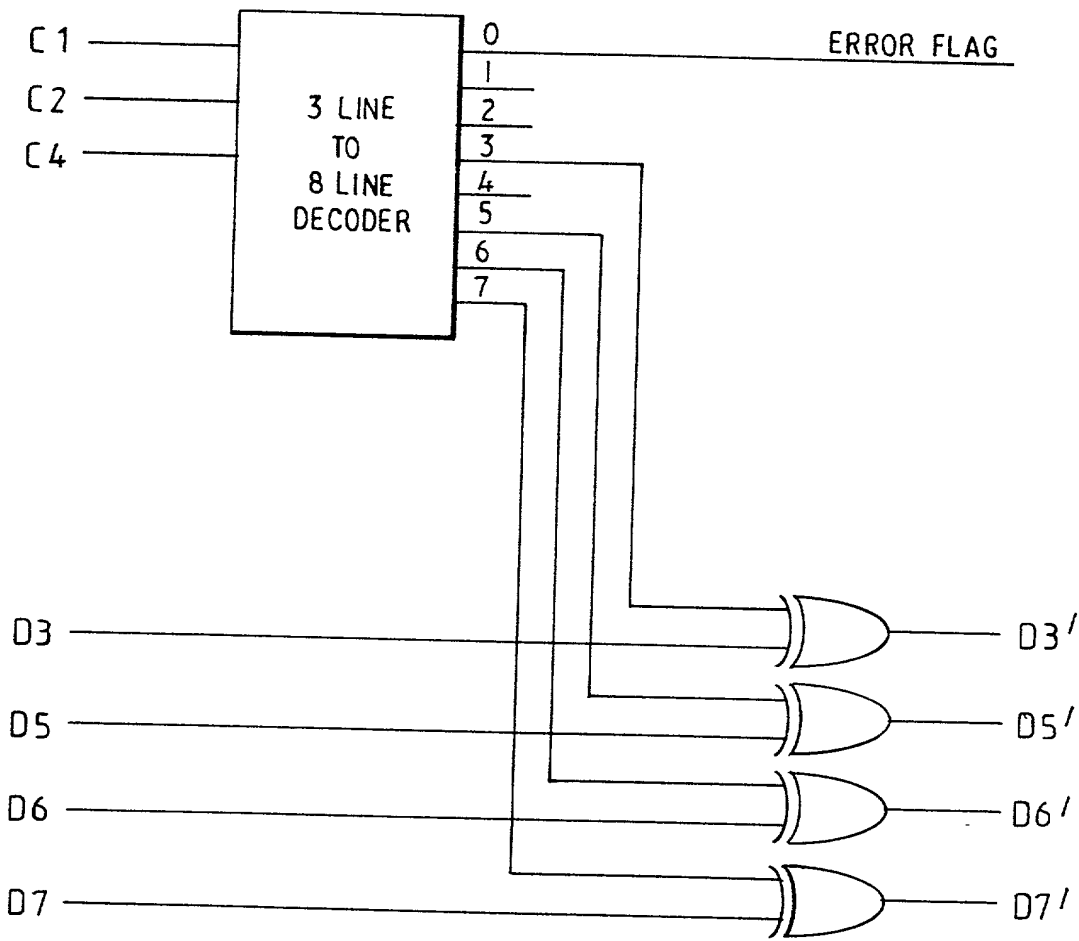 C1
C2
C4
3 LINE
TO
8 LINE
DECODER
0
1
2
3
4
5
6
7
ERROR FLAG
D3
D5
D6
D7
D3'
D5'
D6'
D7'